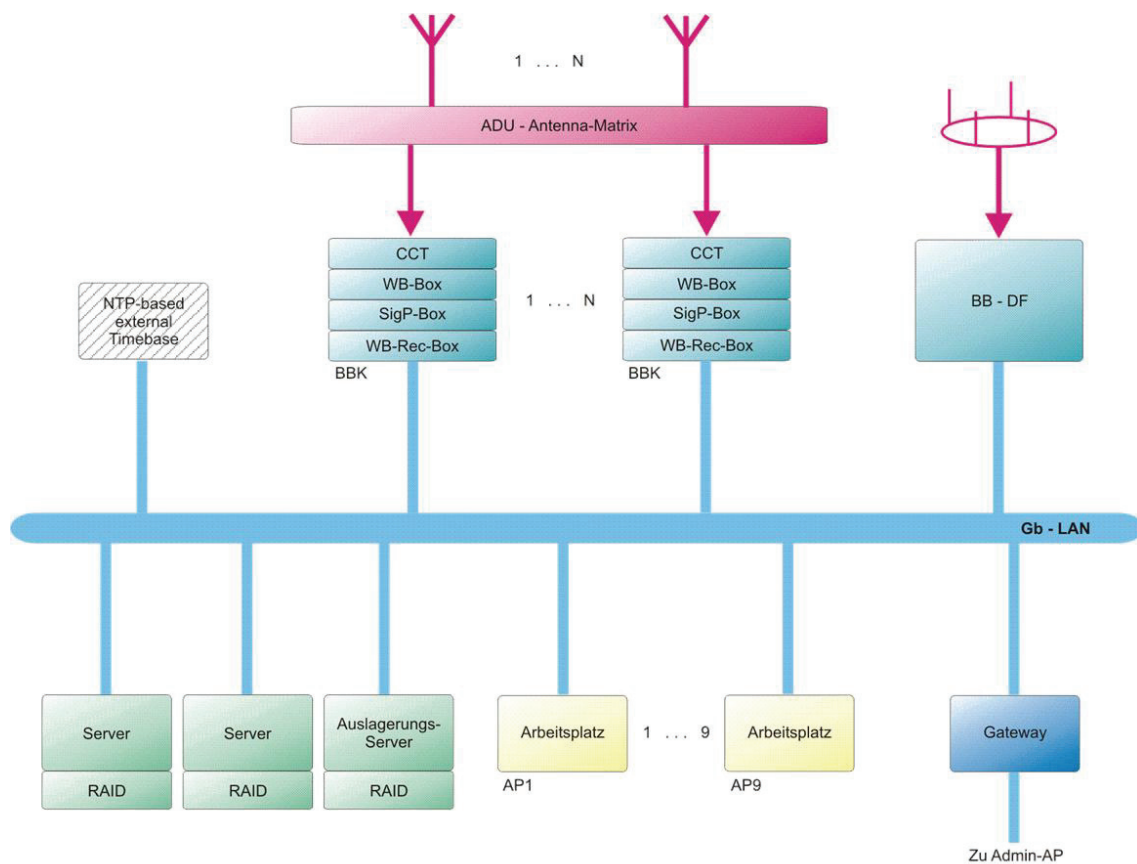 1 . . . N
ADU - Antenna-Matrix
CCT
WB-Box
SigP-Box
WB-Rec-Box
BBK
1 . . . N
CCT
WB-Box
SigP-Box
WB-Rec-Box
BBK
BB - DF
NTP-based
external
Timebase
Gb - LAN
Server
RAID
Server
RAID
Auslagerungs-
Server
RAID
Arbeitsplatz
AP1
1 . . . 9
Arbeitsplatz
AP9
Gateway
Zu Admin-AP